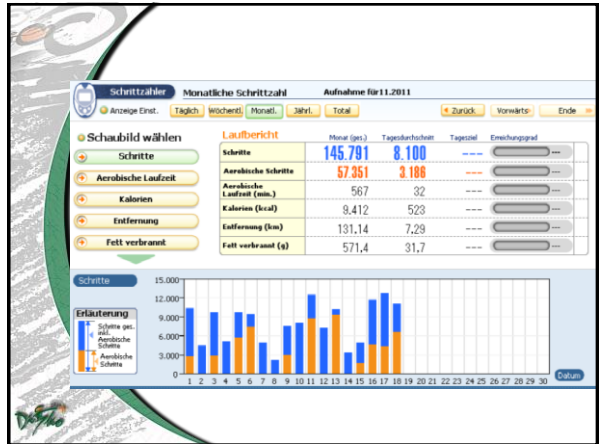 Schrittzähler Monatliche Schrittzahl Aufnahme für11.2011
Anzeige Einst. Täglich Wöchentl. Monatl. Jährl. Total Zurück Vorwärts Ende
Schaubild wählen
Schritte
Aerobische Laufzeit
Kalorien
Entfernung
Fett verbrannt
Laufbericht Monar (ges.) Tagesdurchschnitt Tagesziel Erreichungsgrad
Schritte 145.791 8.100 --- ---
Aerobische Schritte 57.351 3.186 --- ---
Aerobische
Laufzeit (min.) 567 32 --- ---
Kalorien (kcal) 9.412 523 --- ---
Entfernung (km) 131.14 7.29 --- ---
Fett verbrannt (g) 571,4 31,7 --- ---
Schritte
Erläuterung
Schritte ges.
inkl.
Aerobische
Schritte
Aerobische
Schritte
15.000
12.000
9.000
6.000
3.000
0
1 2 3 4 5 6 7 8 9 10 11 12 13 14 15 16 17 18 19 20 21 22 23 24 25 26 27 28 29 30 Datum